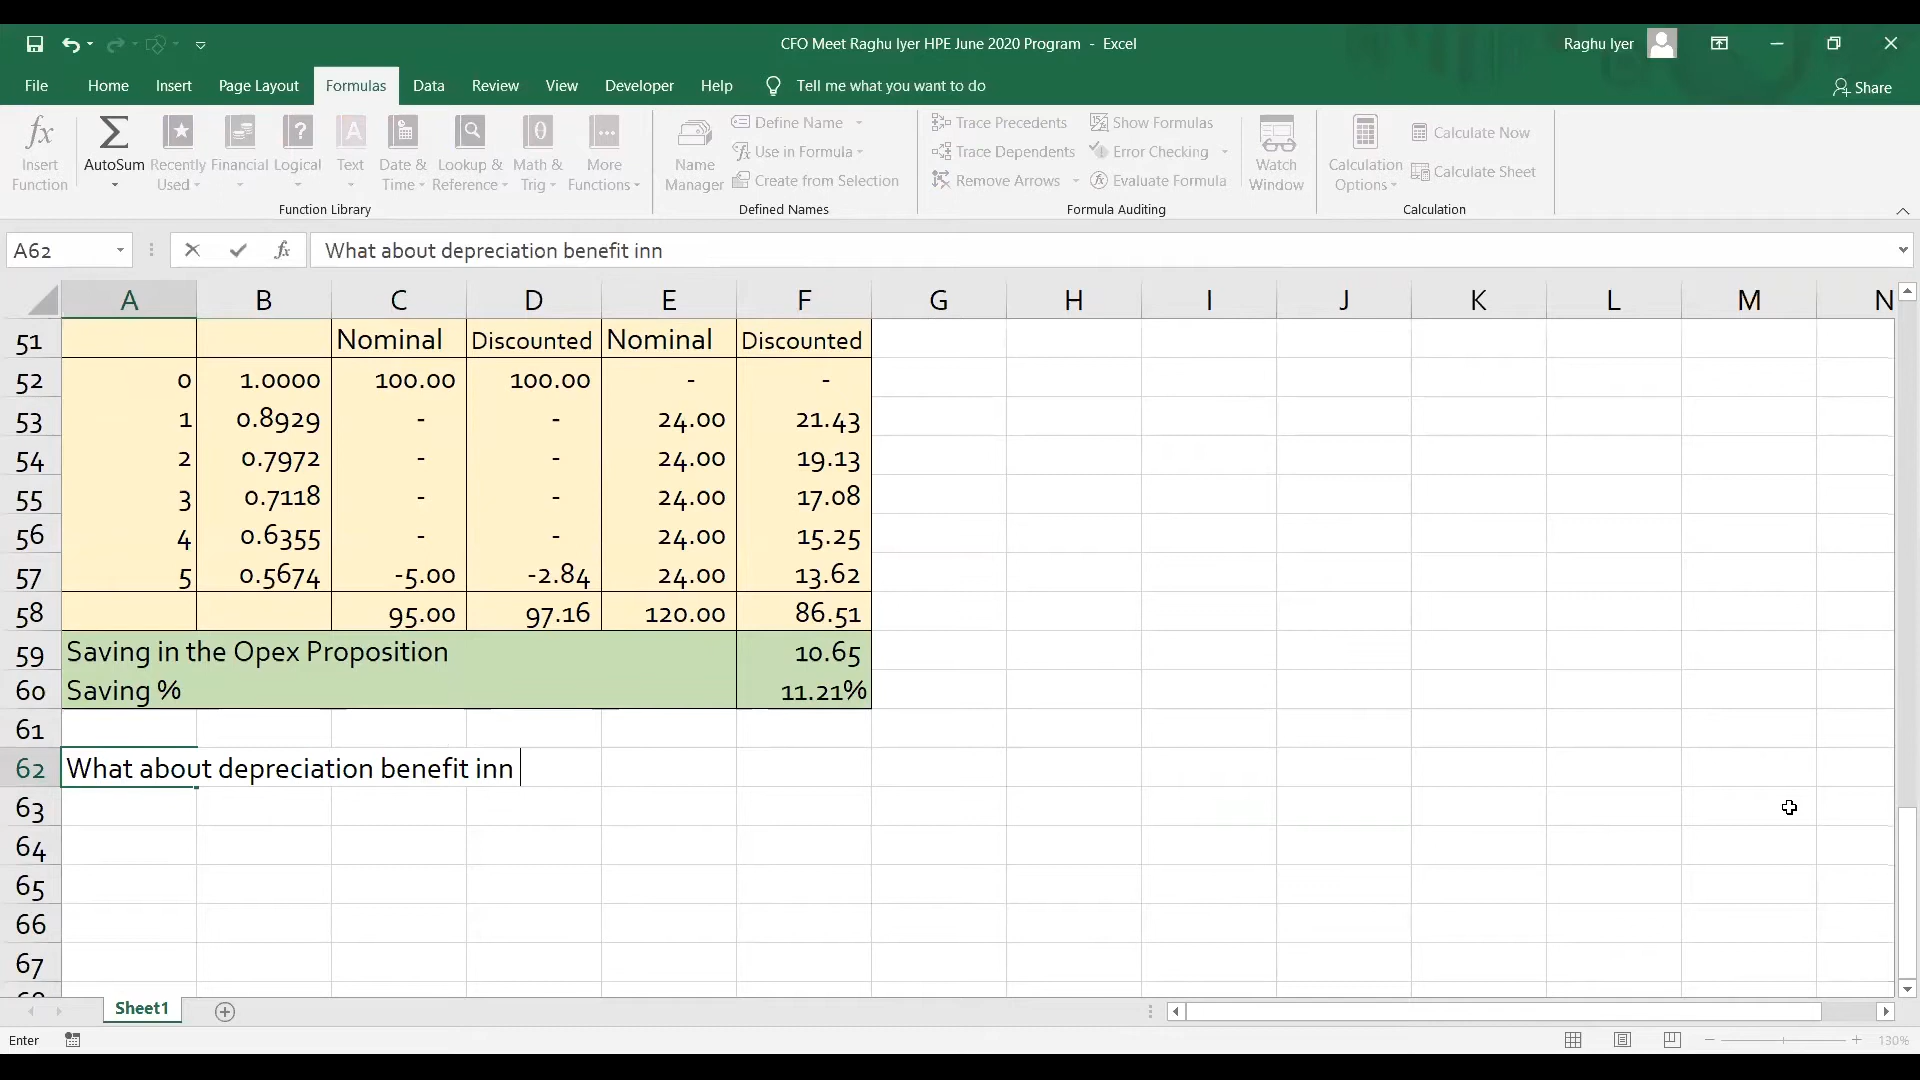 CFO Meet Raghu Iyer HPE June 2020 Program - Excel
Raghu Iyer
File Home Insert Page Layout Formulas Data Review View Developer Help Tell me what you want to do
Share
Insert Function
AutoSum
Recently Used
Financial
Logical
Text
Date & Time
Lookup & Reference
Math & Trig
More Functions
Function Library
Name Manager
Define Name
Use in Formula
Create from Selection
Defined Names
Trace Precedents
Trace Dependents
Remove Arrows
Show Formulas
Error Checking
Evaluate Formula
Formula Auditing
Watch Window
Calculation Options
Calculate Now
Calculate Sheet
Calculation
A62 fx What about depreciation benefit inn
A B C D E F G H I J K L M N
51 Nominal Discounted Nominal Discounted
52 0 1.0000 100.00 100.00 - -
53 1 0.8929 - - 24.00 21.43
54 2 0.7972 - - 24.00 19.13
55 3 0.7118 - - 24.00 17.08
56 4 0.6355 - - 24.00 15.25
57 5 0.5674 -5.00 -2.84 24.00 13.62
58 95.00 97.16 120.00 86.51
59 Saving in the Opex Proposition 10.65
60 Saving % 11.21%
61
62 What about depreciation benefit inn
63
64
65
66
67
68
Sheet1
Enter
130%